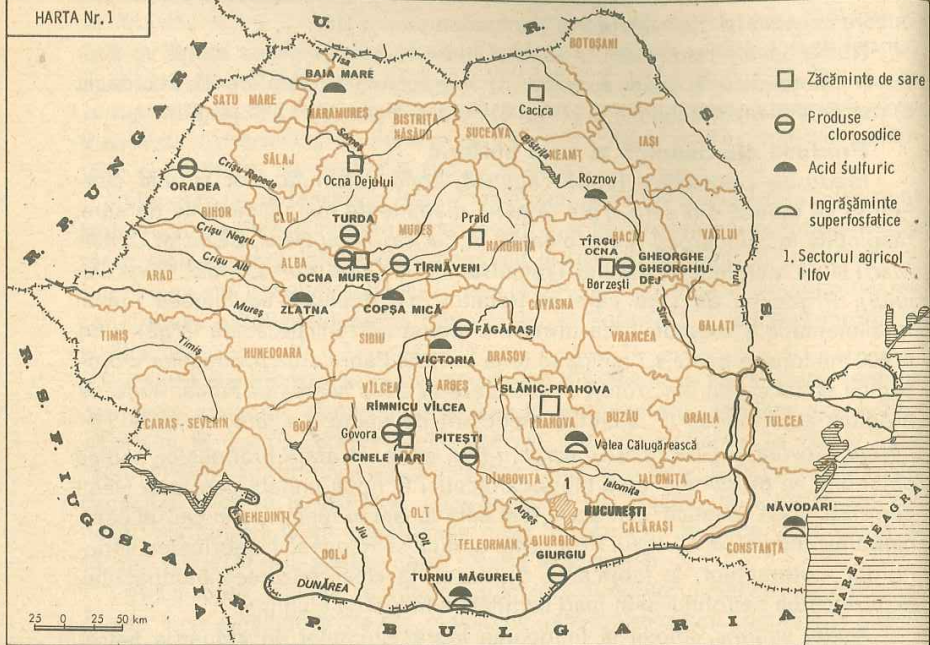 HARTA Nr. 1
U. R. S. S.
R. P. UNGARĂ
R. S. F. IUGOSLAVIA
R. P. BULGARIA
MAREA NEAGRĂ
Zăcăminte de sare
Produse
clorosodice
Acid sulfuric
Ingrășăminte
superfosfatice
1. Sectorul agricol
Ilfov
BOTOȘANI
Tisa
BAIA MARE
SATU MARE
MARAMUREȘ
BISTRIȚA
NĂSĂUD
SUCEAVA
Cacica
IAȘI
Someș
SĂLAJ
Ocna Dejului
Bistrița
NEAMȚ
Roznov
ORADEA
Crișu Repede
BIHOR
CLUJ
TURDA
MUREȘ
Praid
HARGHITA
Crișu Negru
Crișu Alb
ALBA
OCNA MUREȘ
TÎRNĂVENI
TÎRGU
OCNA
BACĂU
VASLUI
Borzești
GHEORGHE
GHEORGHIU-
DEJ
Prut
ARAD
Mureș
ZLATNA
COPȘA MICĂ
COVASNA
Siret
TIMIȘ
Timiș
HUNEDOARA
SIBIU
FĂGĂRAȘ
VICTORIA
BRAȘOV
VRANCEA
GALAȚI
CARAȘ-SEVERIN
GORJ
VÎLCEA
ARGEȘ
RÎMNICU VÎLCEA
Govora
OCNELE MARI
PITEȘTI
SLĂNIC-PRAHOVA
PRAHOVA
BUZĂU
BRĂILA
TULCEA
Valea Călugărească
DÎMBOVIȚA
1
Ialomița
IALOMIȚA
MEHEDINȚI
DOLJ
Jiu
OLT
Olt
Argeș
BUCUREȘTI
CĂLĂRAȘI
NĂVODARI
CONSTANȚA
TELEORMAN
GIURGIU
GIURGIU
DUNĂREA
TURNU MĂGURELE
25 0 25 50 km